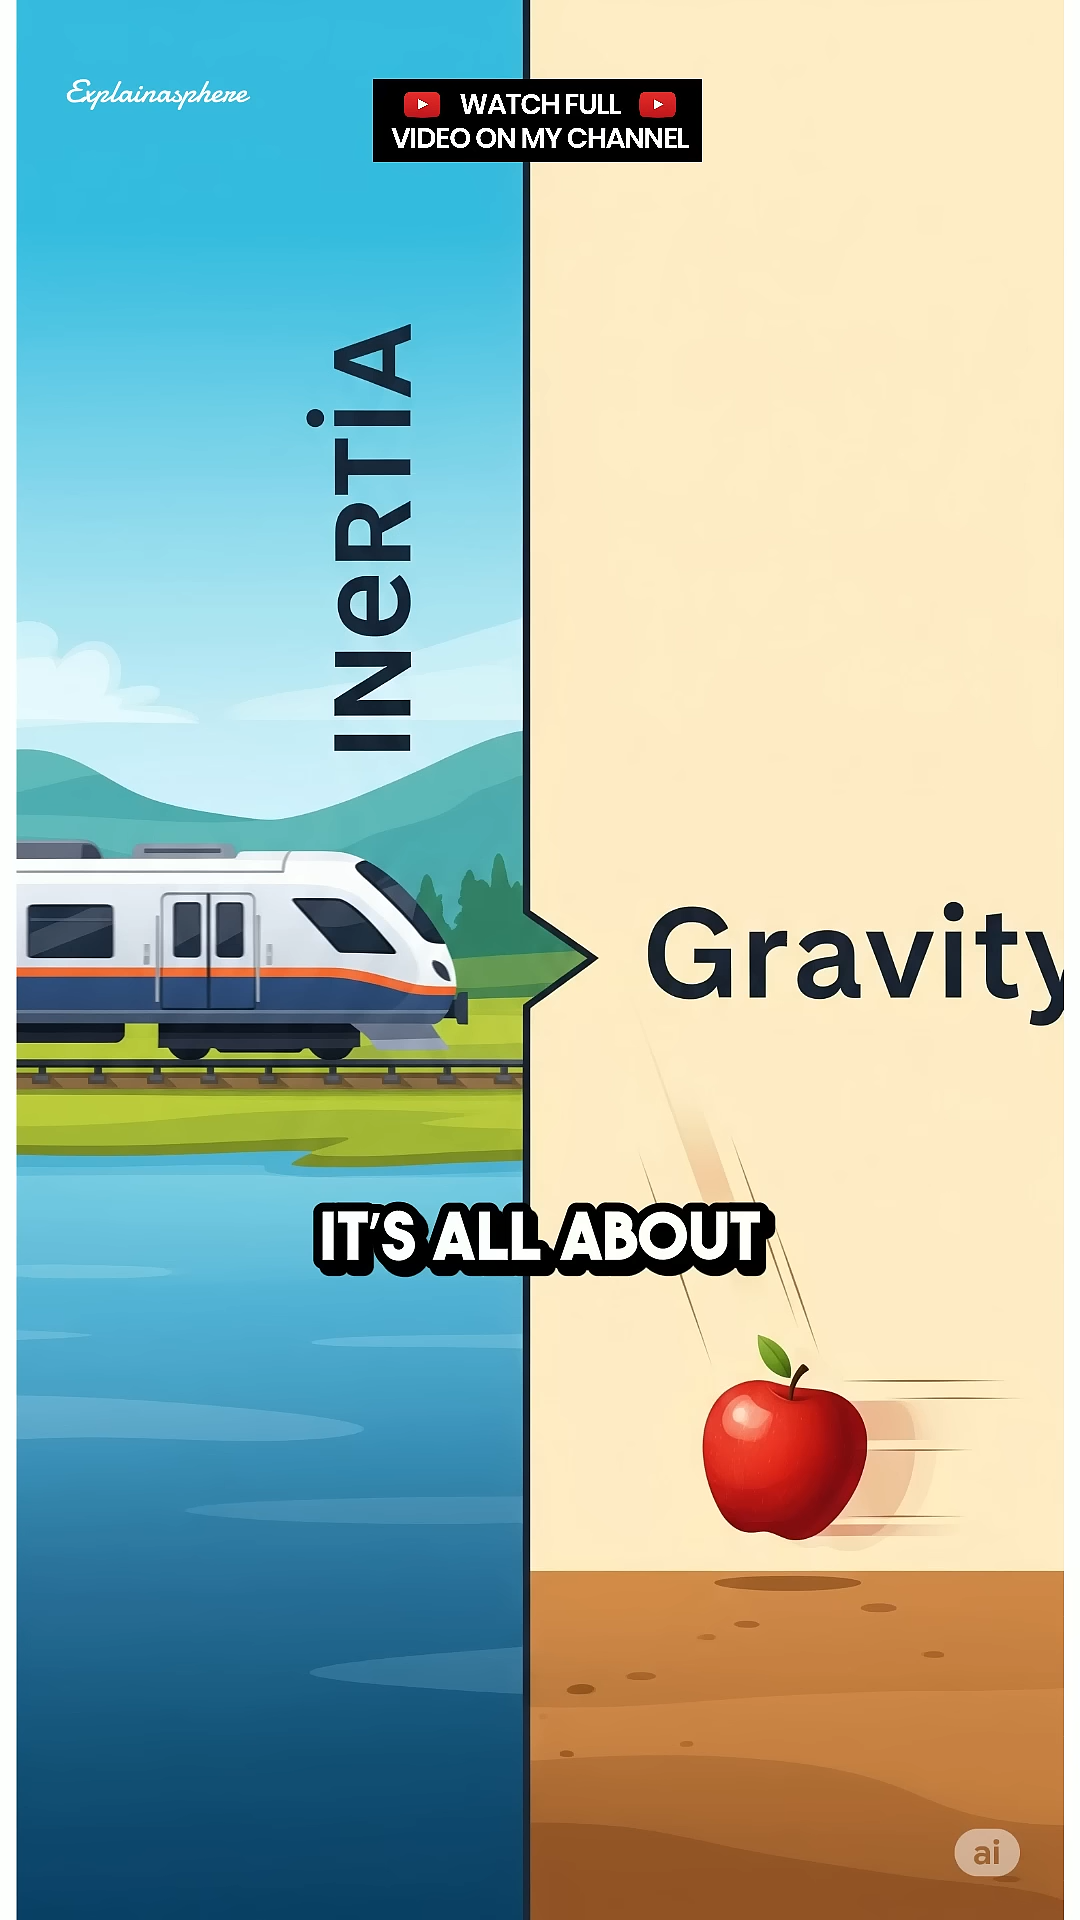 Explainasphere
WATCH FULL
VIDEO ON MY CHANNEL
INeRTiA
Gravity
IT'S ALL ABOUT
ai